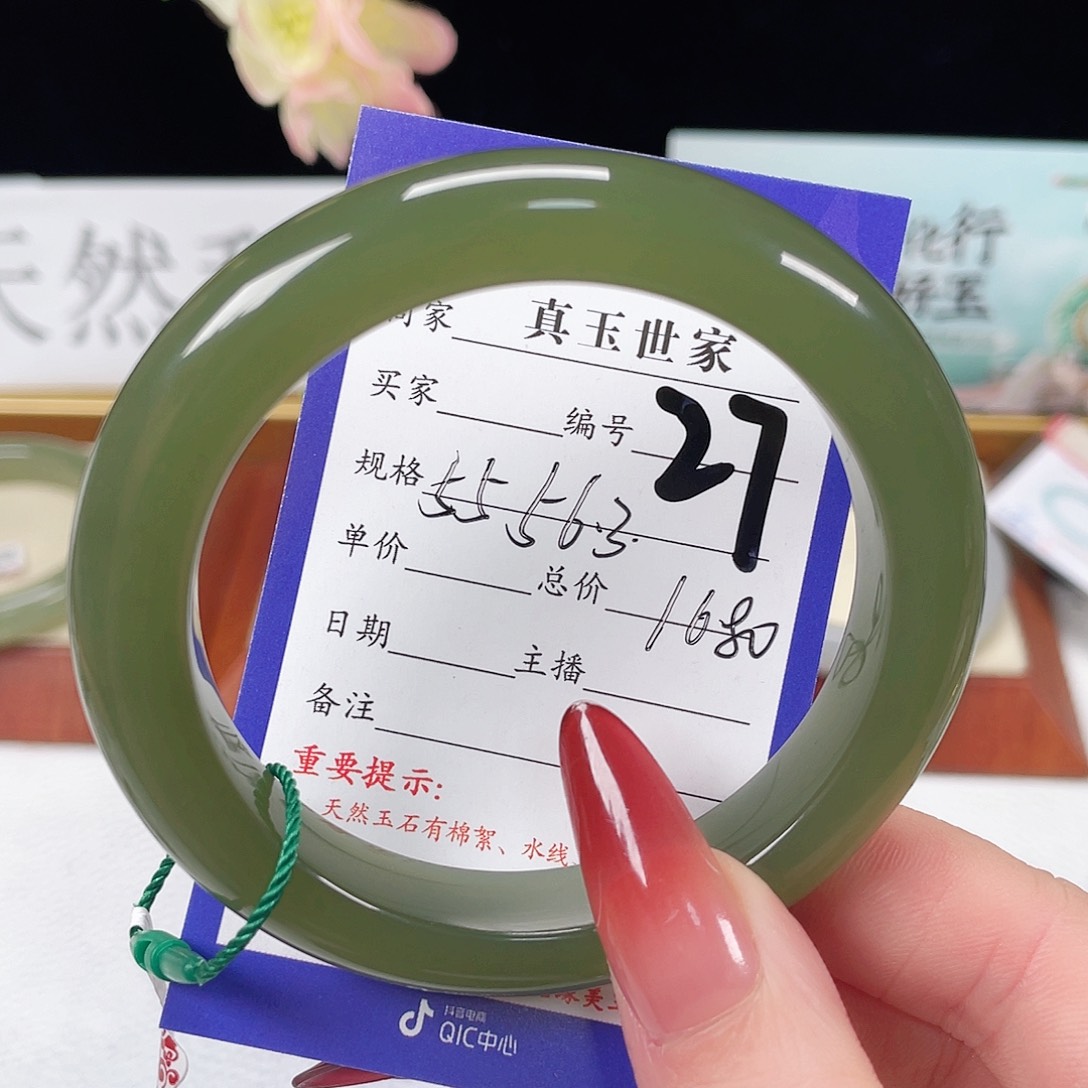 天然
化行
商家 真玉世家
买家 编号 27
规格 55 56.3
单价 总价 1680
日期 主播
备注
重要提示:
天然玉石有棉絮、水线
抖音电商
QIC中心